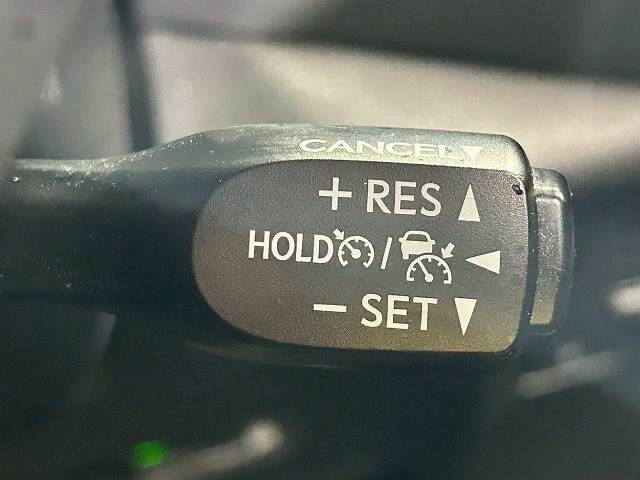 CANCEL▼
+ RES ▲
HOLD / ◀
− SET ▼